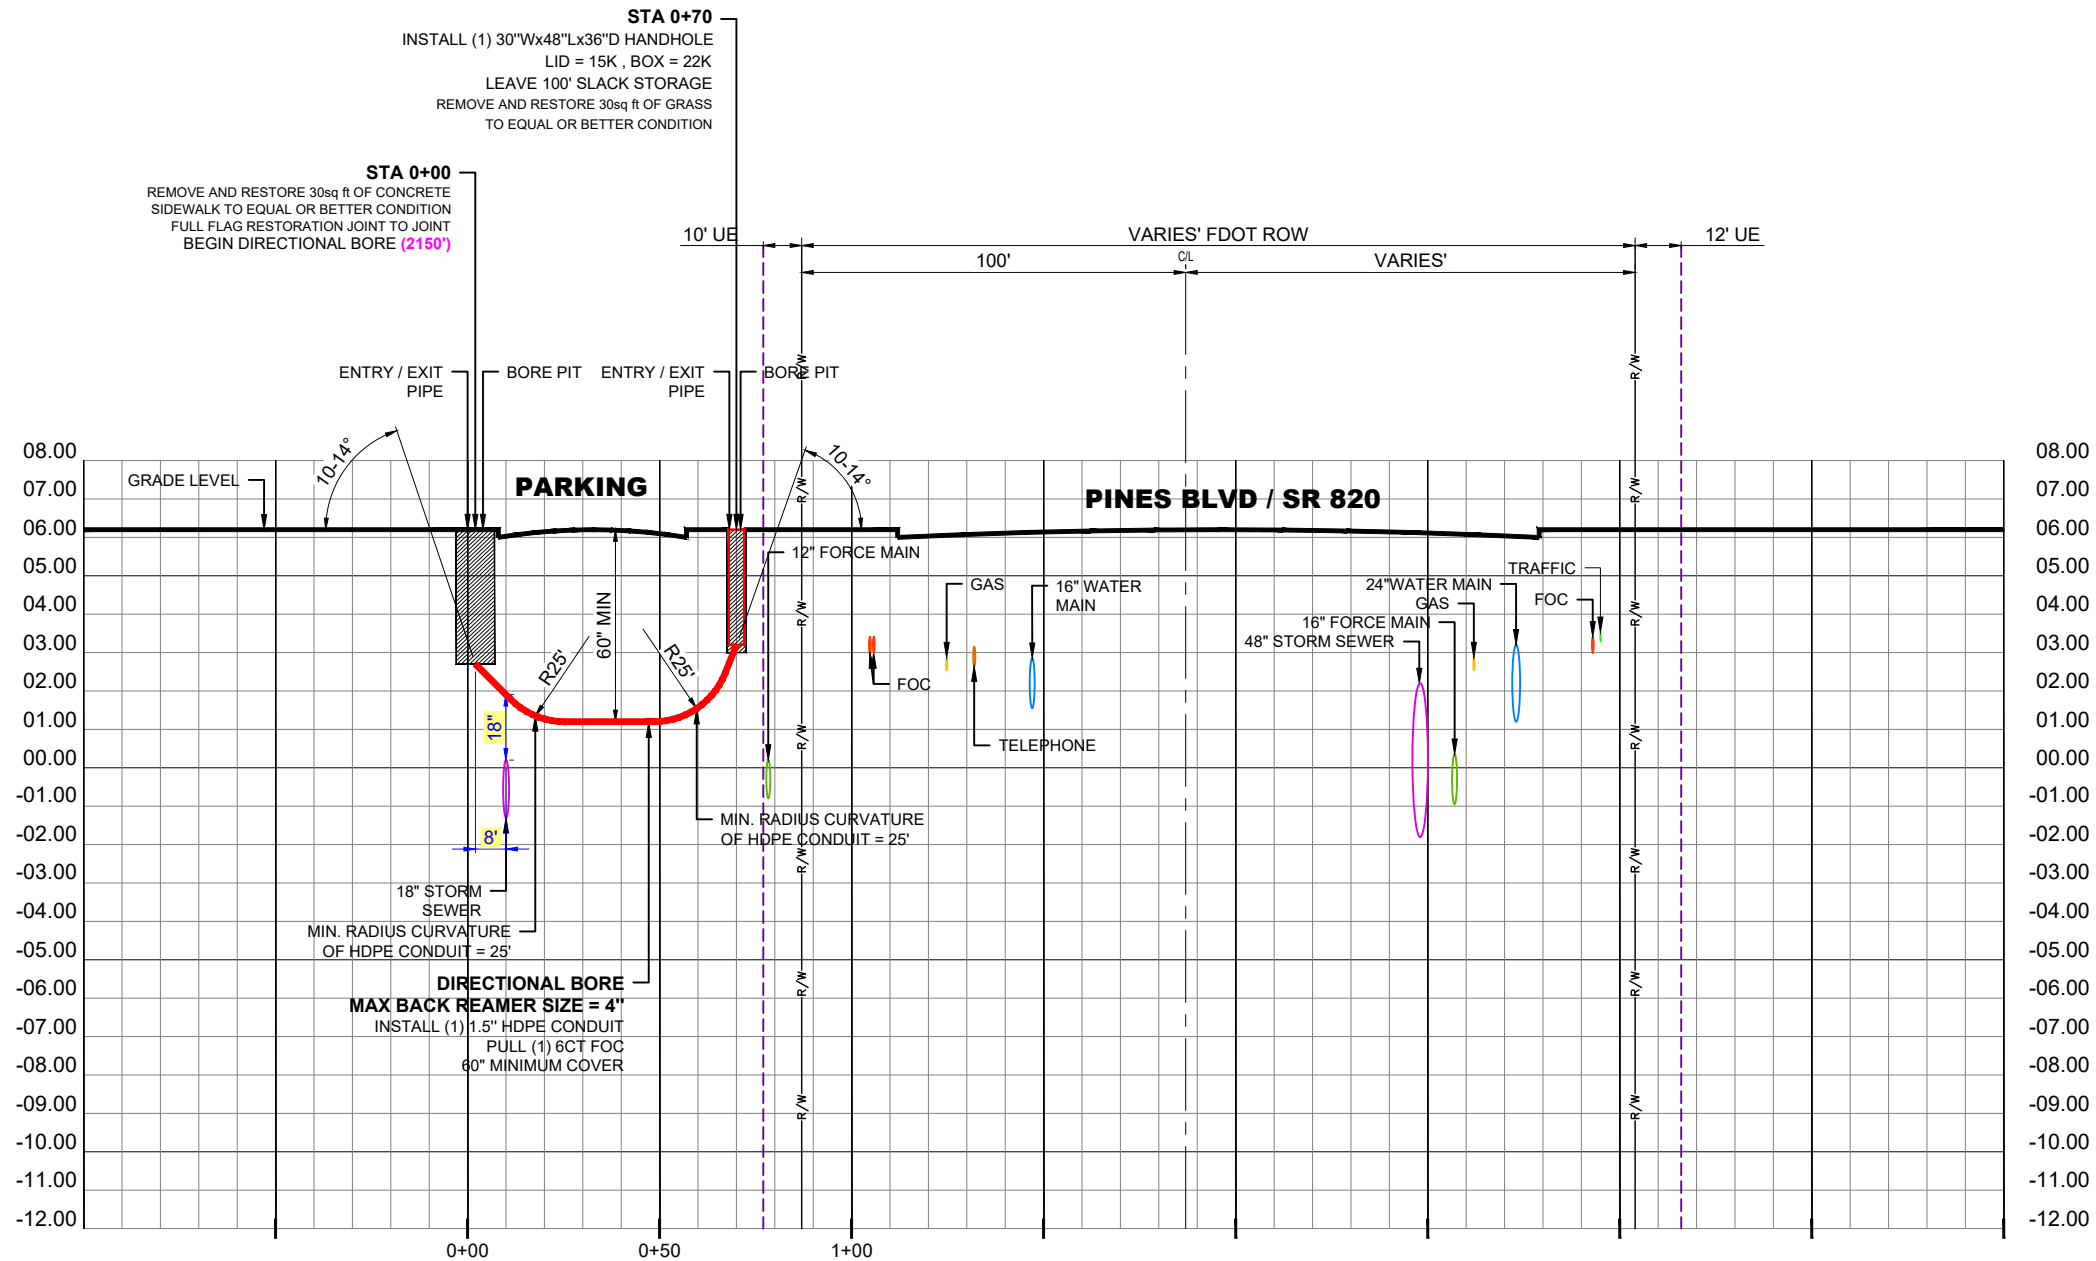 STA 0+70
INSTALL (1) 30"Wx48"Lx36"D HANDHOLE
LID = 15K , BOX = 22K
LEAVE 100' SLACK STORAGE
REMOVE AND RESTORE 30sq ft OF GRASS
TO EQUAL OR BETTER CONDITION
STA 0+00
REMOVE AND RESTORE 30sq ft OF CONCRETE
SIDEWALK TO EQUAL OR BETTER CONDITION
FULL FLAG RESTORATION JOINT TO JOINT
BEGIN DIRECTIONAL BORE (2150')
10' UE
VARIES' FDOT ROW
12' UE
100'
C/L
VARIES'
ENTRY / EXIT
PIPE
BORE PIT
ENTRY / EXIT
PIPE
BORE PIT
R/W
R/W
10-14°
10-14°
GRADE LEVEL
PARKING
PINES BLVD / SR 820
R/W
R/W
12" FORCE MAIN
60" MIN
GAS
16" WATER
MAIN
TRAFFIC
24"WATER MAIN
FOC
GAS
16" FORCE MAIN
48" STORM SEWER
R/W
R/W
R25'
R25'
FOC
18"
TELEPHONE
R/W
R/W
MIN. RADIUS CURVATURE
OF HDPE CONDUIT = 25'
8'
R/W
R/W
18" STORM
SEWER
MIN. RADIUS CURVATURE
OF HDPE CONDUIT = 25'
DIRECTIONAL BORE
MAX BACK REAMER SIZE = 4"
INSTALL (1) 1.5" HDPE CONDUIT
PULL (1) 6CT FOC
60" MINIMUM COVER
R/W
R/W
R/W
R/W
08.00
07.00
06.00
05.00
04.00
03.00
02.00
01.00
00.00
-01.00
-02.00
-03.00
-04.00
-05.00
-06.00
-07.00
-08.00
-09.00
-10.00
-11.00
-12.00
08.00
07.00
06.00
05.00
04.00
03.00
02.00
01.00
00.00
-01.00
-02.00
-03.00
-04.00
-05.00
-06.00
-07.00
-08.00
-09.00
-10.00
-11.00
-12.00
0+00
0+50
1+00